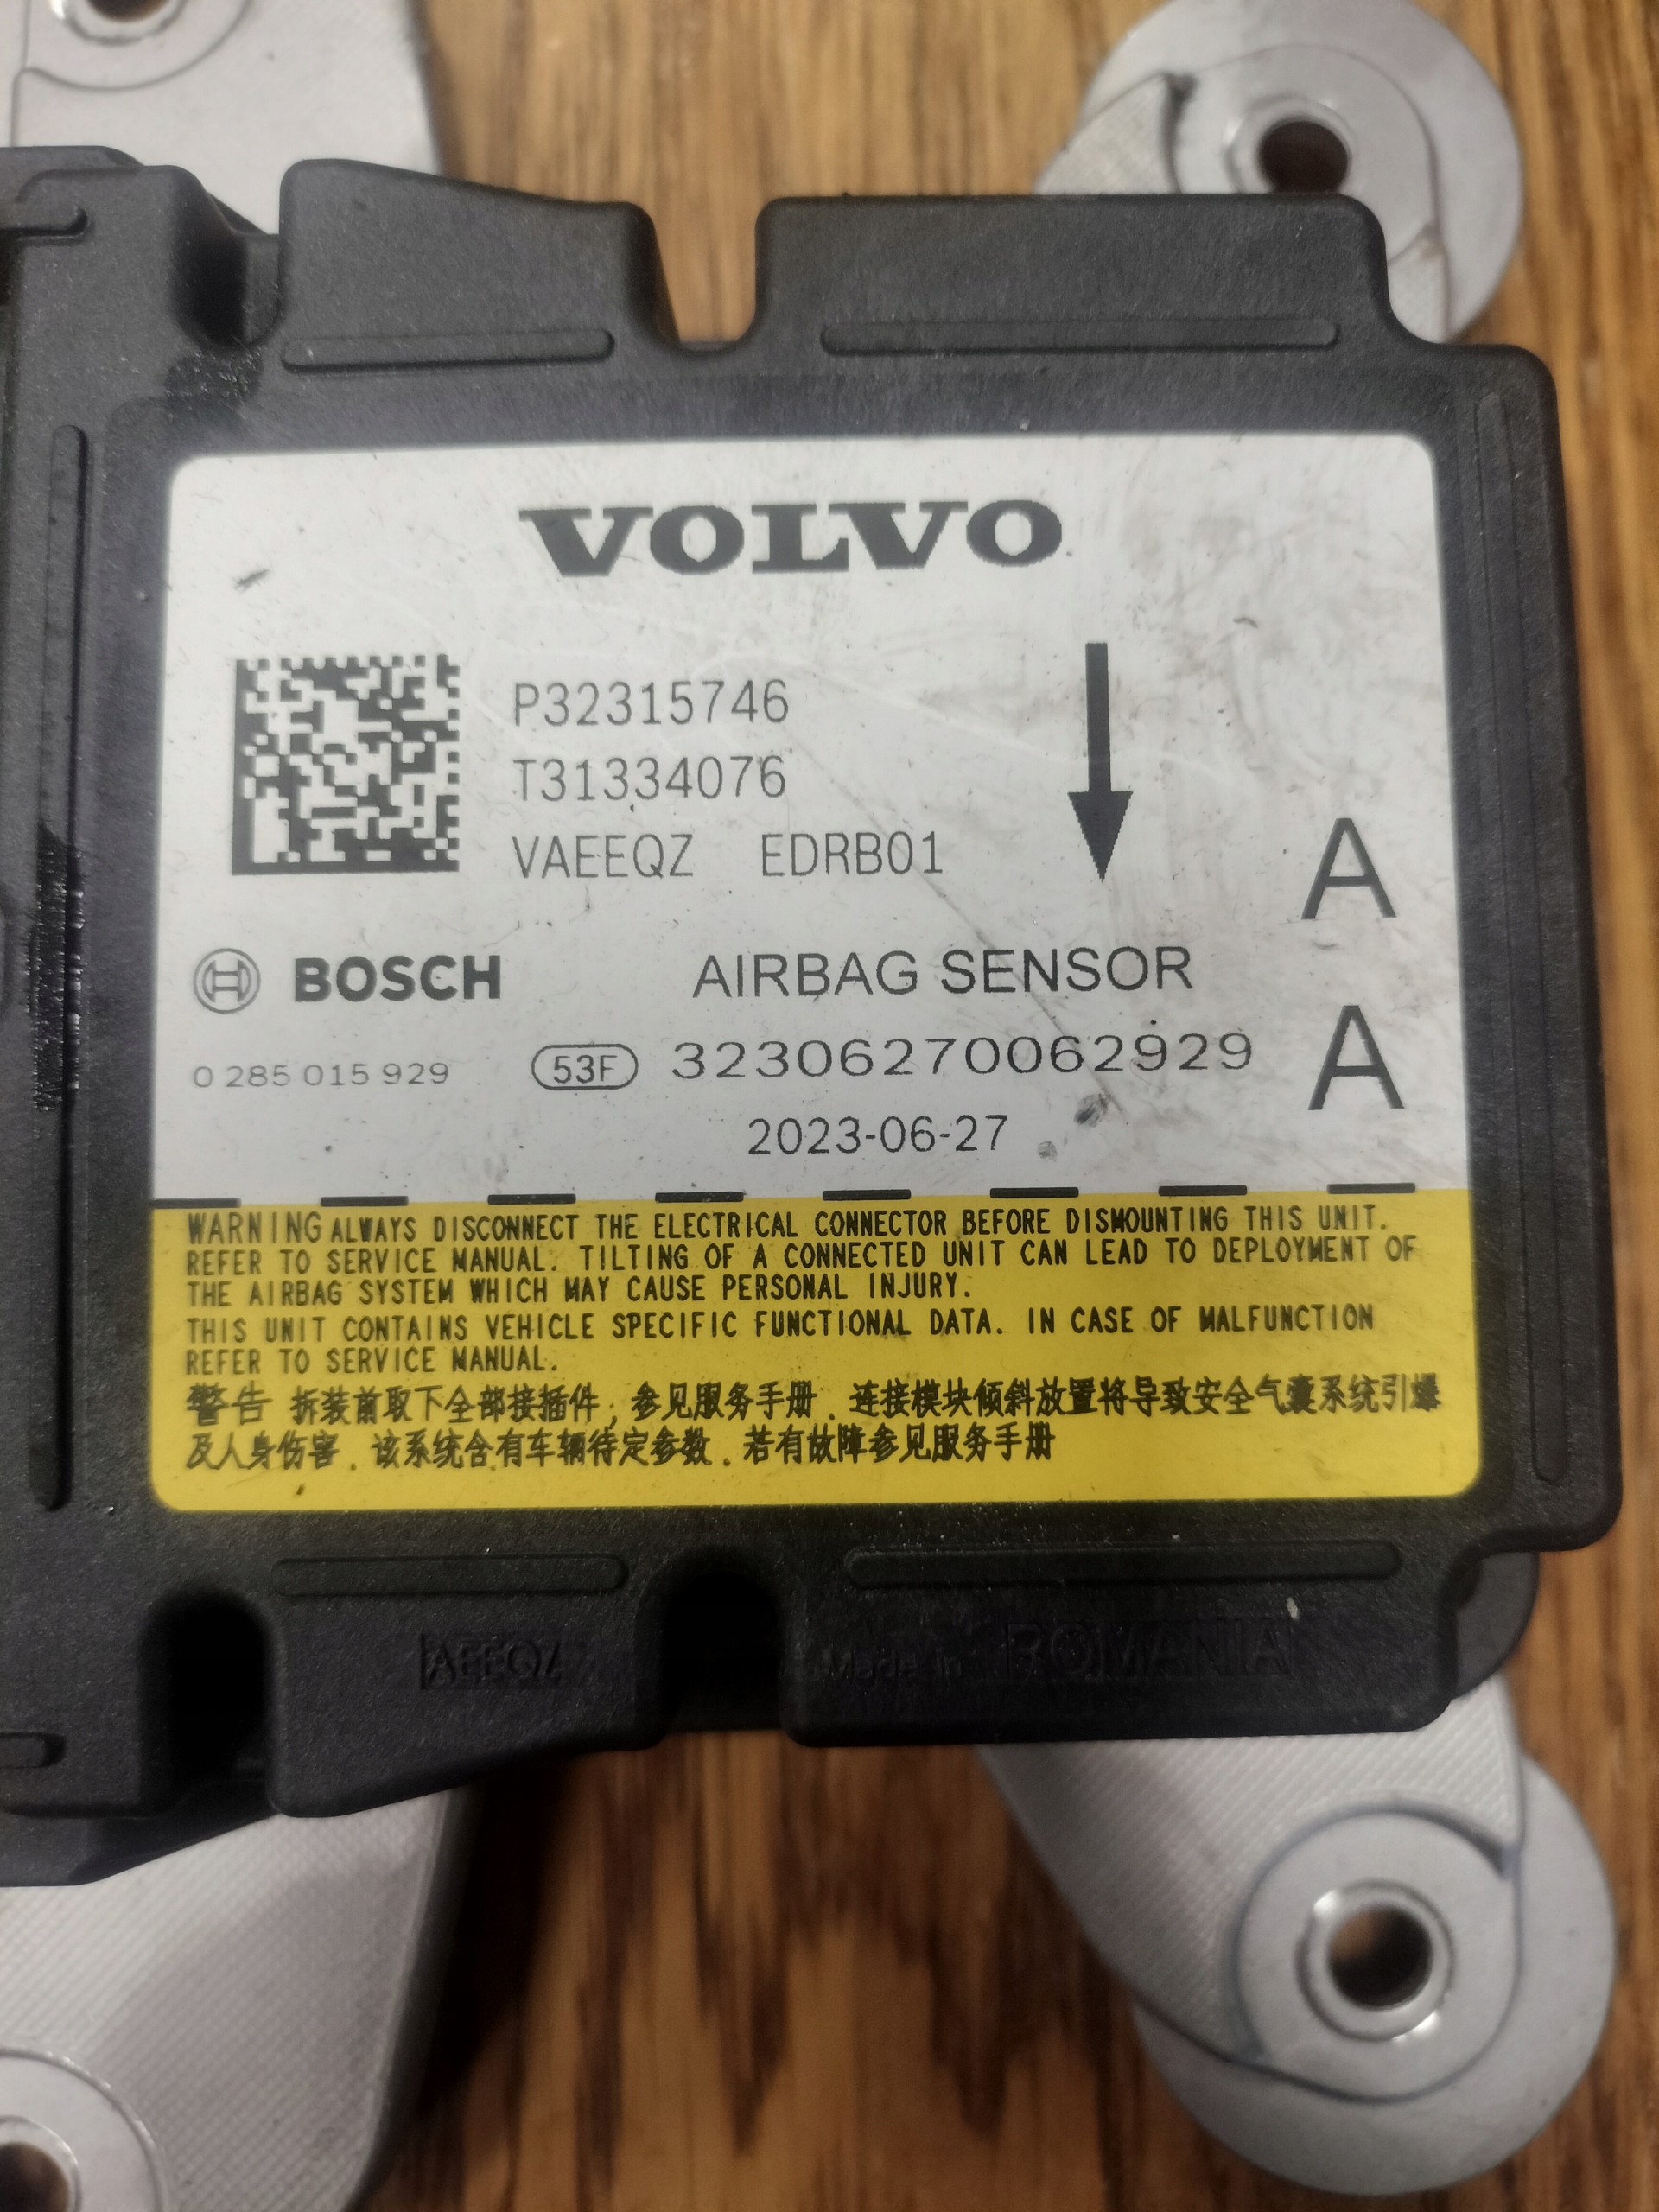 VOLVO
P32315746
T31334076
VAEEQZ EDRB01
A
BOSCH AIRBAG SENSOR
0 285 015 929 53F 32306270062929 A
2023-06-27
WARNING ALWAYS DISCONNECT THE ELECTRICAL CONNECTOR BEFORE DISMOUNTING THIS UNIT.
REFER TO SERVICE MANUAL. TILTING OF A CONNECTED UNIT CAN LEAD TO DEPLOYMENT OF
THE AIRBAG SYSTEM WHICH MAY CAUSE PERSONAL INJURY.
THIS UNIT CONTAINS VEHICLE SPECIFIC FUNCTIONAL DATA. IN CASE OF MALFUNCTION
REFER TO SERVICE MANUAL.
警告 拆装前取下全部接插件, 参见服务手册. 连接模块倾斜放置将导致安全气囊系统引爆
及人身伤害. 该系统含有车辆待定参数. 若有故障参见服务手册
AEEQZ Made in ROMANIA